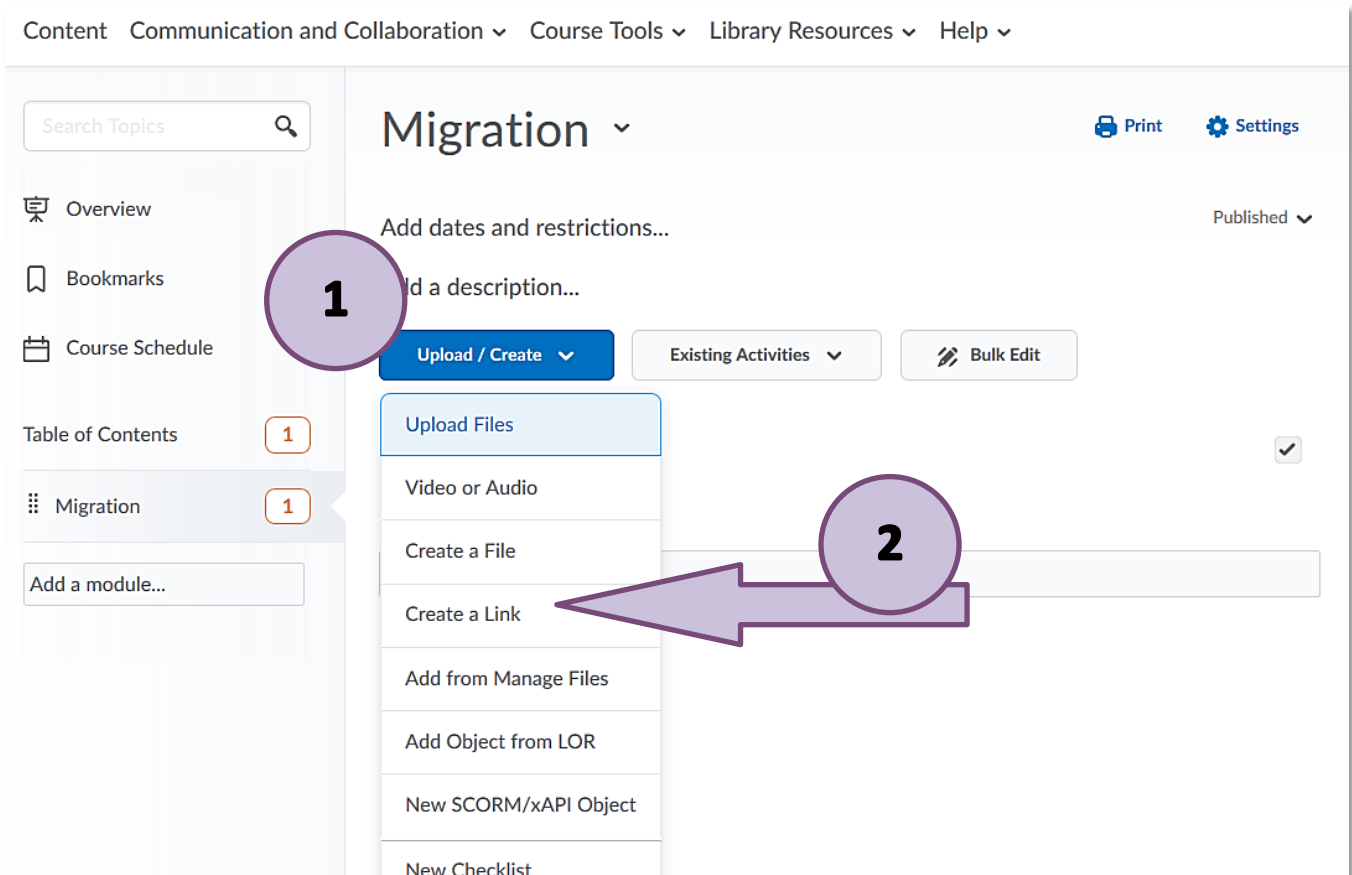 Content Communication and Collaboration Course Tools Library Resources Help
Search Topics
Overview
Bookmarks
Course Schedule
Table of Contents 1
Migration 1
Add a module...
Migration
Print Settings
Published
Add dates and restrictions...
1
a description...
Upload / Create Existing Activities Bulk Edit
Upload Files
Video or Audio
Create a File
2
Create a Link
Add from Manage Files
Add Object from LOR
New SCORM/xAPI Object
New Checklist